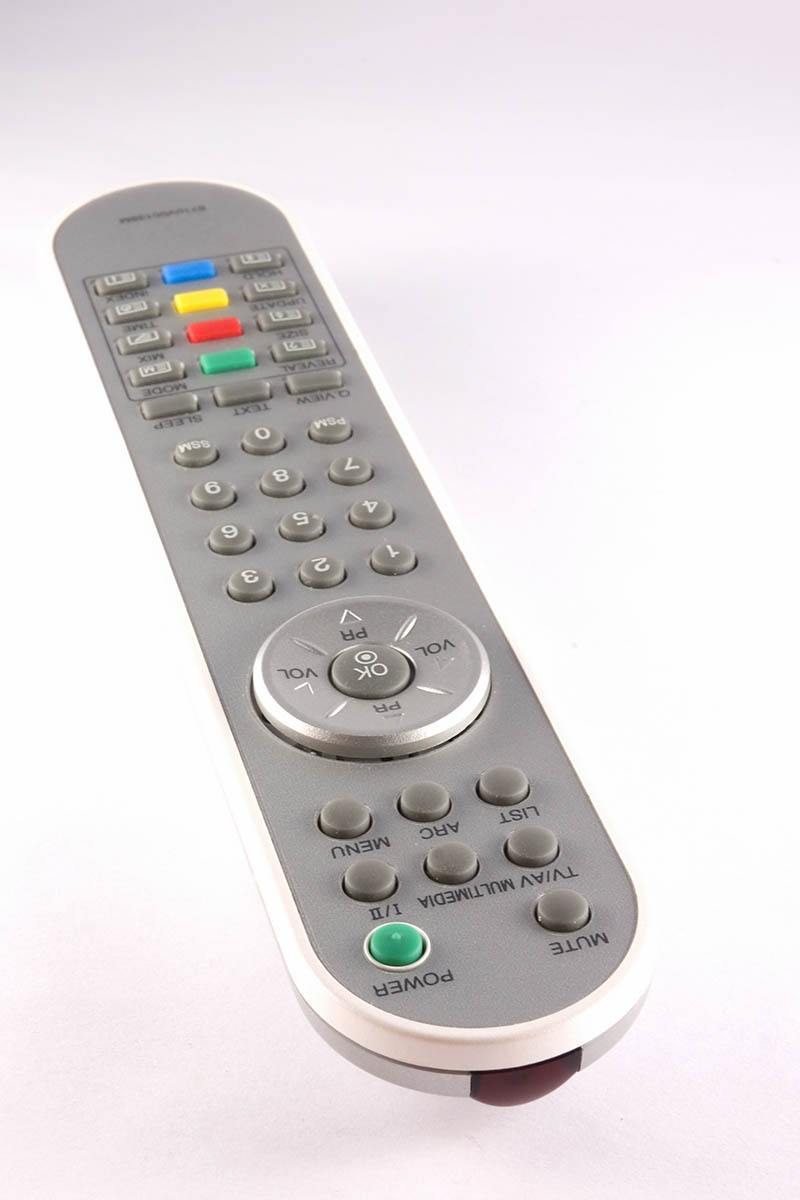 MUTE POWER
TV/AV MULTIMEDIA I/II
LIST ARC MENU
PR
VOL OK VOL
PR
1 2 3
4 5 6
7 8 9
PSM 0 SSM
Q.VIEW TEXT SLEEP
REVEAL MODE
SIZE MIX
UPDATE TIME
HOLD INDEX